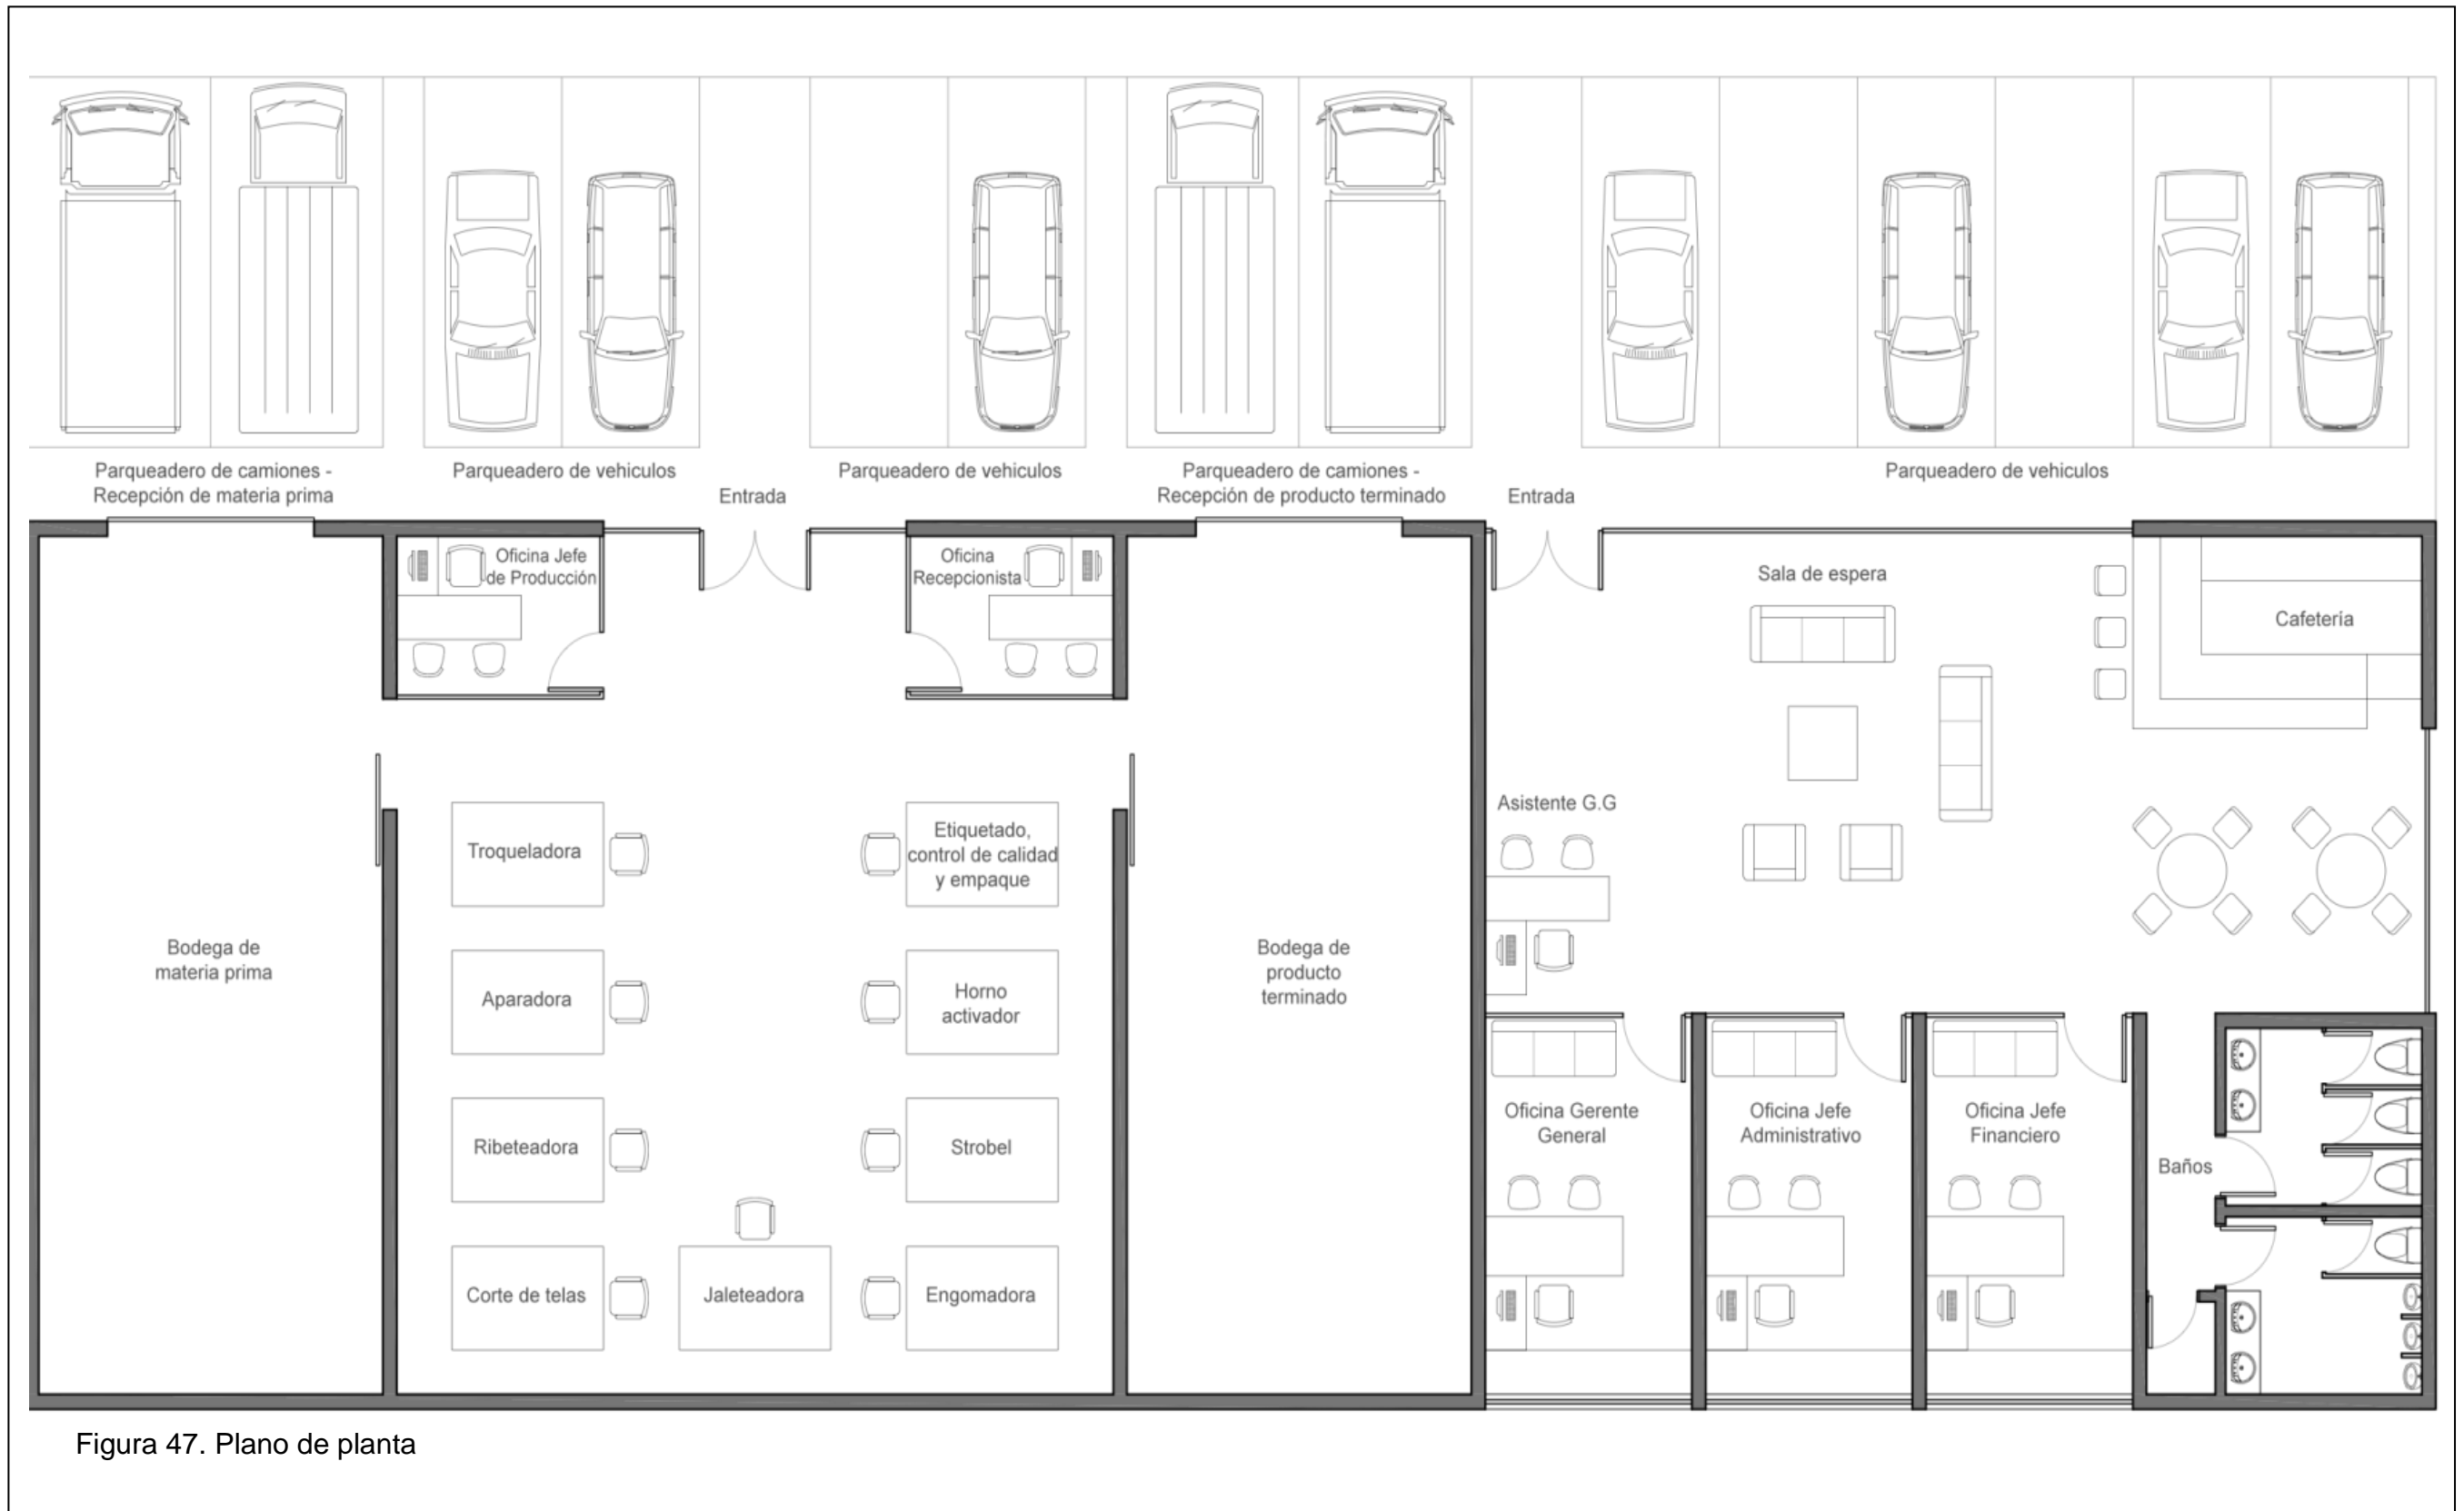 Parqueadero de camiones -
Recepción de materia prima
Parqueadero de vehiculos
Entrada
Parqueadero de vehiculos
Parqueadero de camiones -
Recepción de producto terminado
Entrada
Parqueadero de vehiculos
Oficina Jefe
de Producción
Oficina
Recepcionista
Sala de espera
Cafetería
Asistente G.G
Troqueladora
Etiquetado,
control de calidad
y empaque
Bodega de
materia prima
Aparadora
Horno
activador
Bodega de
producto
terminado
Ribeteadora
Strobel
Oficina Gerente
General
Oficina Jefe
Administrativo
Oficina Jefe
Financiero
Baños
Corte de telas
Jaleteadora
Engomadora
Figura 47. Plano de planta